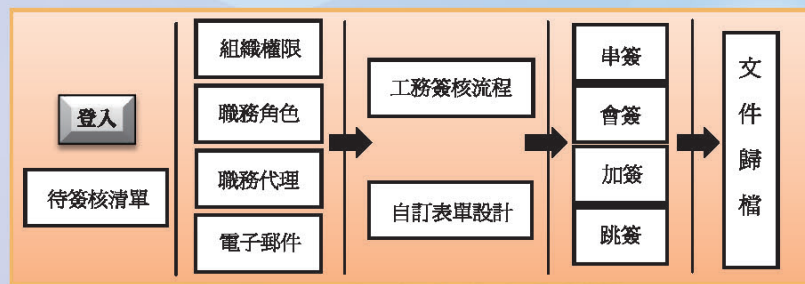 登入
待簽核清單
組織權限
職務角色
職務代理
電子郵件
工務簽核流程
自訂表單設計
串簽
會簽
加簽
跳簽
文件歸檔